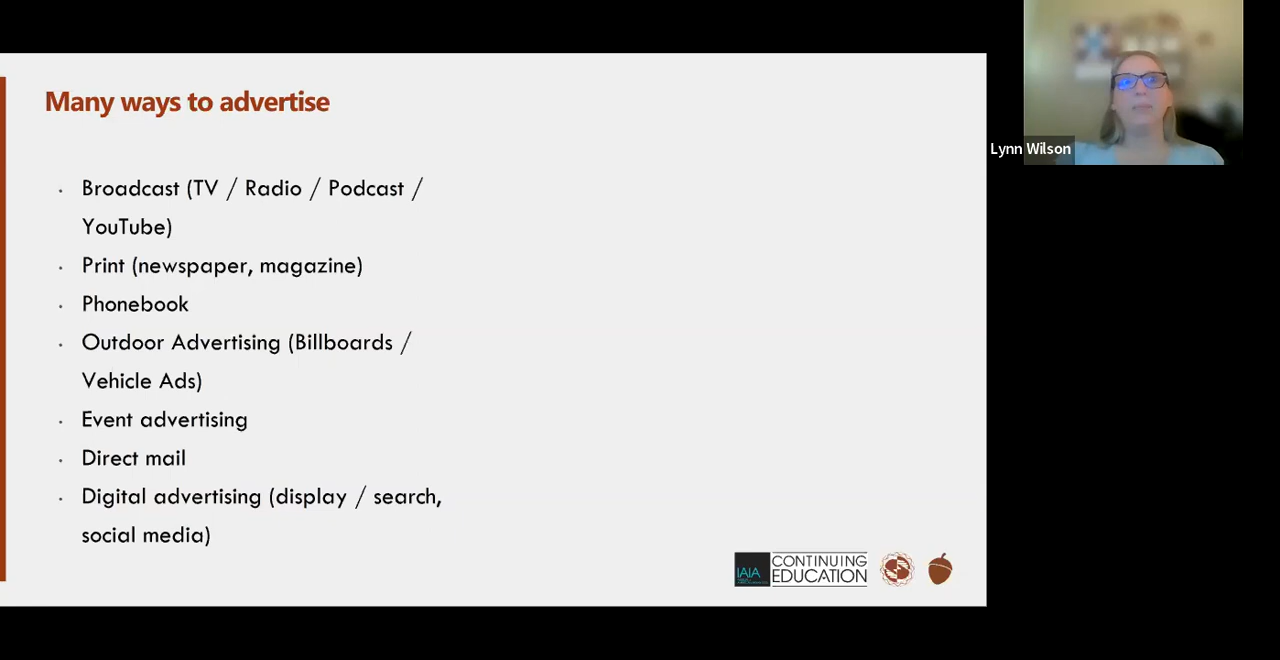 Many ways to advertise
Broadcast (TV / Radio / Podcast /
YouTube)
Print (newspaper, magazine)
Phonebook
Outdoor Advertising (Billboards /
Vehicle Ads)
Event advertising
Direct mail
Digital advertising (display / search,
social media)
IAIA
CONTINUING
EDUCATION
Lynn Wilson